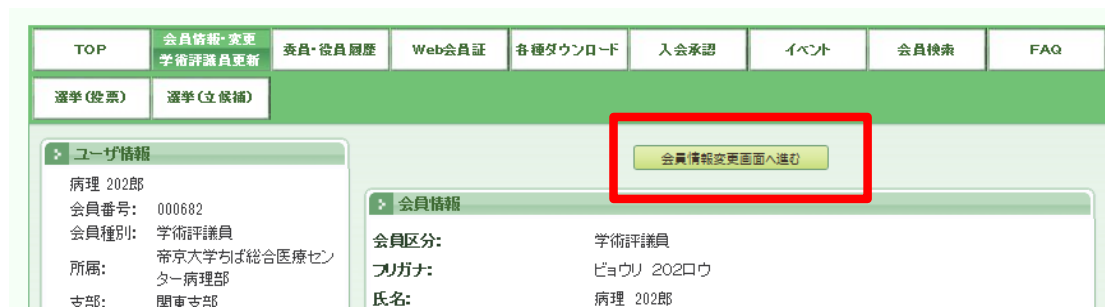 TOP
会員情報・変更
学術評議員更新
委員・役員履歴
Web会員証
各種ダウンロード
入会承認
イベント
会員検索
FAQ
選挙(投票)
選挙(立候補)
ユーザ情報
病理 202郎
会員番号: 000682
会員種別: 学術評議員
所属: 帝京大学ちば総合医療セン
ター病理部
支部: 関東支部
会員情報変更画面へ進む
会員情報
会員区分: 学術評議員
フリガナ: ビョウリ 202ロウ
氏名: 病理 202郎